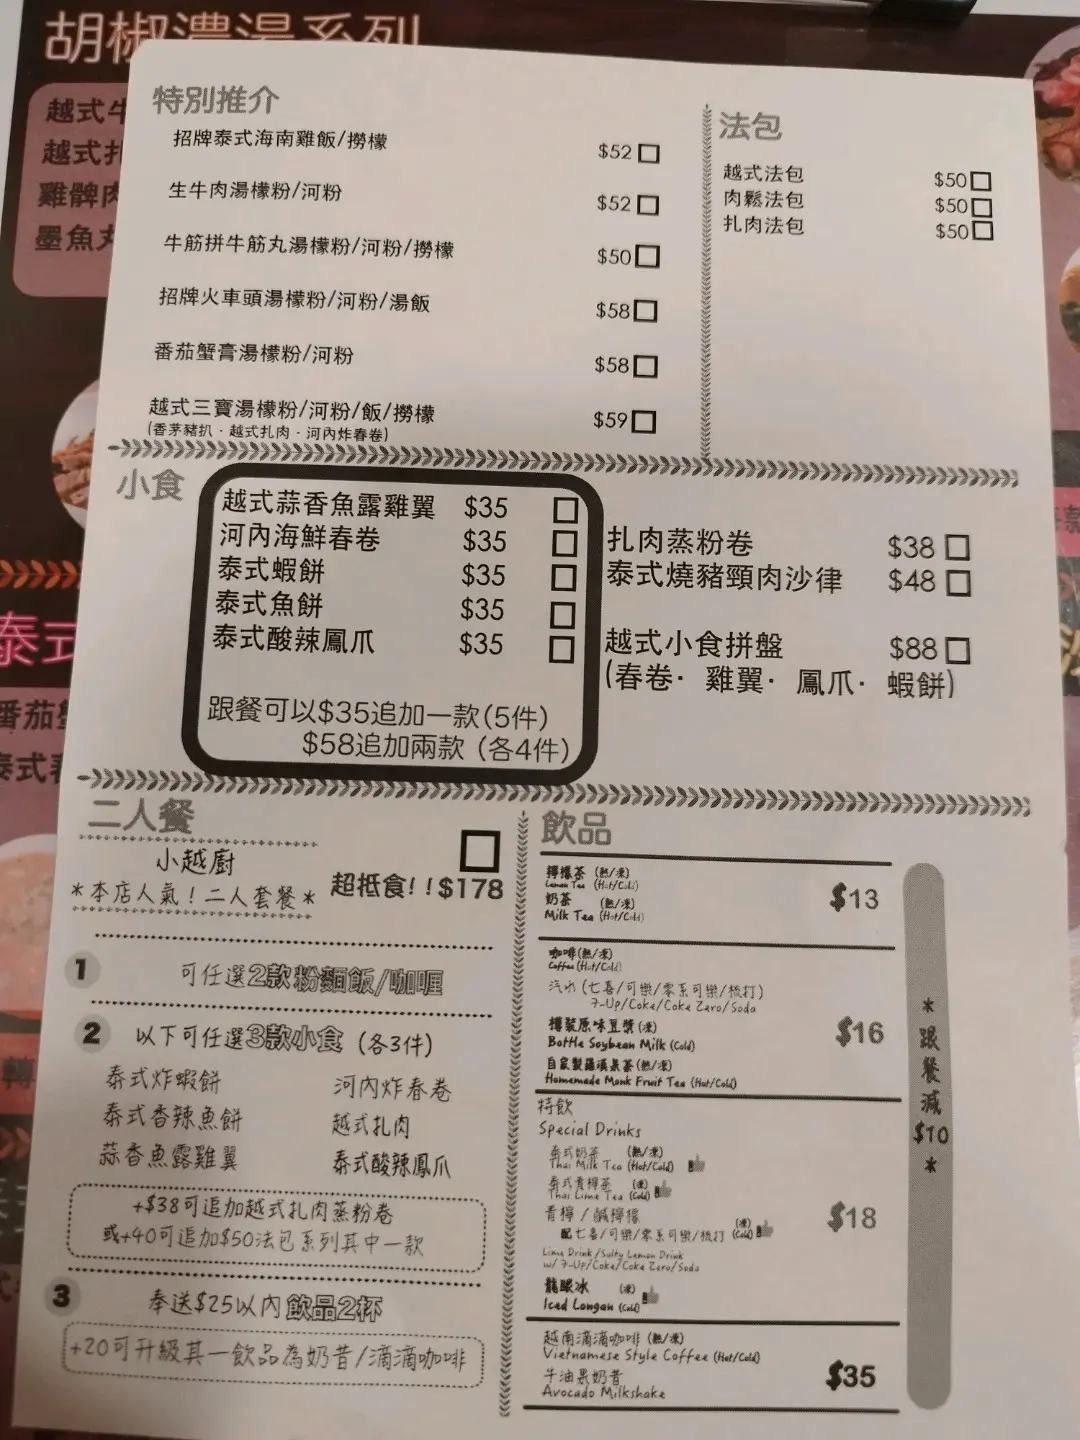 胡椒濃湯系列
越式
越式扎
雞髀肉
墨魚丸
特別推介
招牌泰式海南雞飯/撈檬
$52
生牛肉湯檬粉/河粉
$52
牛筋拼牛筋丸湯檬粉/河粉/撈檬
$50
招牌火車頭湯檬粉/河粉/湯飯
$58
番茄蟹膏湯檬粉/河粉
$58
越式三寶湯檬粉/河粉/飯/撈檬
$59
(香茅豬扒·越式扎肉·河內炸春卷)
法包
越式法包 $50
肉鬆法包 $50
扎肉法包 $50
小食
越式蒜香魚露雞翼 $35
河內海鮮春卷 $35
泰式蝦餅 $35
泰式魚餅 $35
泰式酸辣鳳爪 $35
跟餐可以$35追加一款(5件)
$58追加兩款 (各4件)
扎肉蒸粉卷 $38
泰式燒豬頸肉沙律 $48
越式小食拼盤 $88
(春卷· 雞翼· 鳳爪· 蝦餅)
泰式
番茄蟹
二人餐
小越廚
*本店人氣!二人套餐*
超抵食!!$178
1 可任選2款粉麵飯/咖喱
2 以下可任選3款小食 (各3件)
泰式炸蝦餅 河內炸春卷
泰式香辣魚餅 越式扎肉
蒜香魚露雞翼 泰式酸辣鳳爪
+$38可追加越式扎肉蒸粉卷
或+40可追加$50法包系列其中一款
3 奉送$25以內飲品2杯
+20可升級其一飲品為奶昔/滴滴咖啡
飲品
檸檬茶 (熱/凍)
Lemon Tea (Hot/Cold)
奶茶 (熱/凍)
Milk Tea (Hot/Cold)
$13
咖啡(熱/凍)
Coffee(Hot/Cold)
汽水 (七喜/可樂/零系可樂/梳打)
7-Up/Coke/Coke Zero/Soda
樽裝原味豆漿(凍)
Bottle Soybean Milk (Cold)
自家製羅漢果茶(熱/凍)
Homemade Monk Fruit Tea (Hot/Cold)
$16
特飲
Special Drinks
泰式奶茶 (熱/凍)
Thai Milk Tea (Hot/Cold)
泰式青檸茶 (凍)
Thai Lime Tea (Cold)
青檸 / 鹹檸檬
配七喜/可樂/零系可樂/梳打 (凍)
(Cold)
Lime Drink/Salty Lemon Drink
w/ 7-Up/Coke/Coke Zero/Soda
龍眼冰 (凍)
Iced Longan (Cold)
$18
越南滴滴咖啡 (熱/凍)
Vietnamese Style Coffee (Hot/Cold)
牛油果奶昔
Avocado Milkshake
$35
*跟餐減$10*